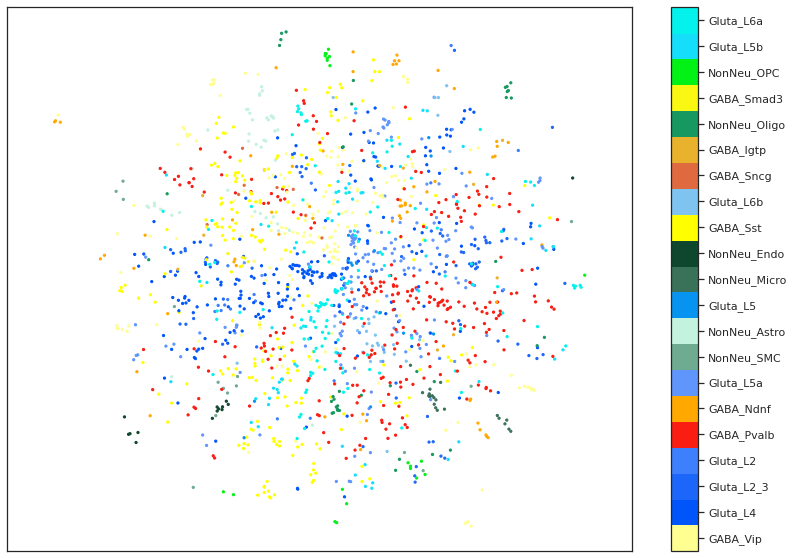 Gluta_L6a
Gluta_L5b
NonNeu_OPC
GABA_Smad3
NonNeu_Oligo
GABA_Igtp
GABA_Sncg
Gluta_L6b
GABA_Sst
NonNeu_Endo
NonNeu_Micro
Gluta_L5
NonNeu_Astro
NonNeu_SMC
Gluta_L5a
GABA_Ndnf
GABA_Pvalb
Gluta_L2
Gluta_L2_3
Gluta_L4
GABA_Vip